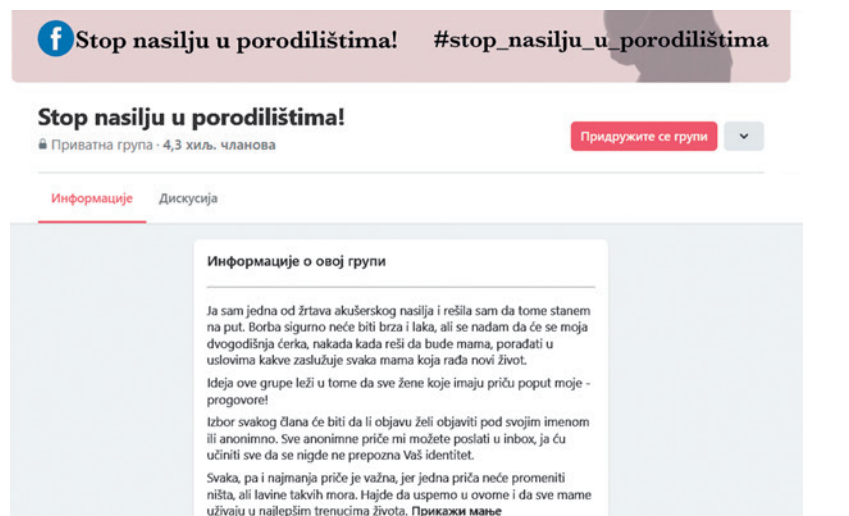 Stop nasilju u porodilištima! #stop_nasilju_u_porodilištima
Stop nasilju u porodilištima!
Приватна група · 4,3 хиљ. чланова
Придружите се групи
Информације Дискусија
Информације о овој групи
Ja sam jedna od žrtava akušerskog nasilja i rešila sam da tome stanem
na put. Borba sigurno neće biti brza i laka, ali se nadam da će se moja
dvogodišnja ćerka, nakada kada reši da bude mama, porađati u
uslovima kakve zaslužuje svaka mama koja rađa novi život.
Ideja ove grupe leži u tome da sve žene koje imaju priču poput moje -
progovore!
Izbor svakog člana će biti da li objavu želi objaviti pod svojim imenom
ili anonimno. Sve anonimne priče mi možete poslati u inbox, ja ću
učiniti sve da se nigde ne prepozna Vaš identitet.
Svaka, pa i najmanja priče je važna, jer jedna priča neće promeniti
ništa, ali lavine takvih mora. Hajde da uspemo u ovome i da sve mame
uživaju u najlepšim trenucima života. Прикажи мање